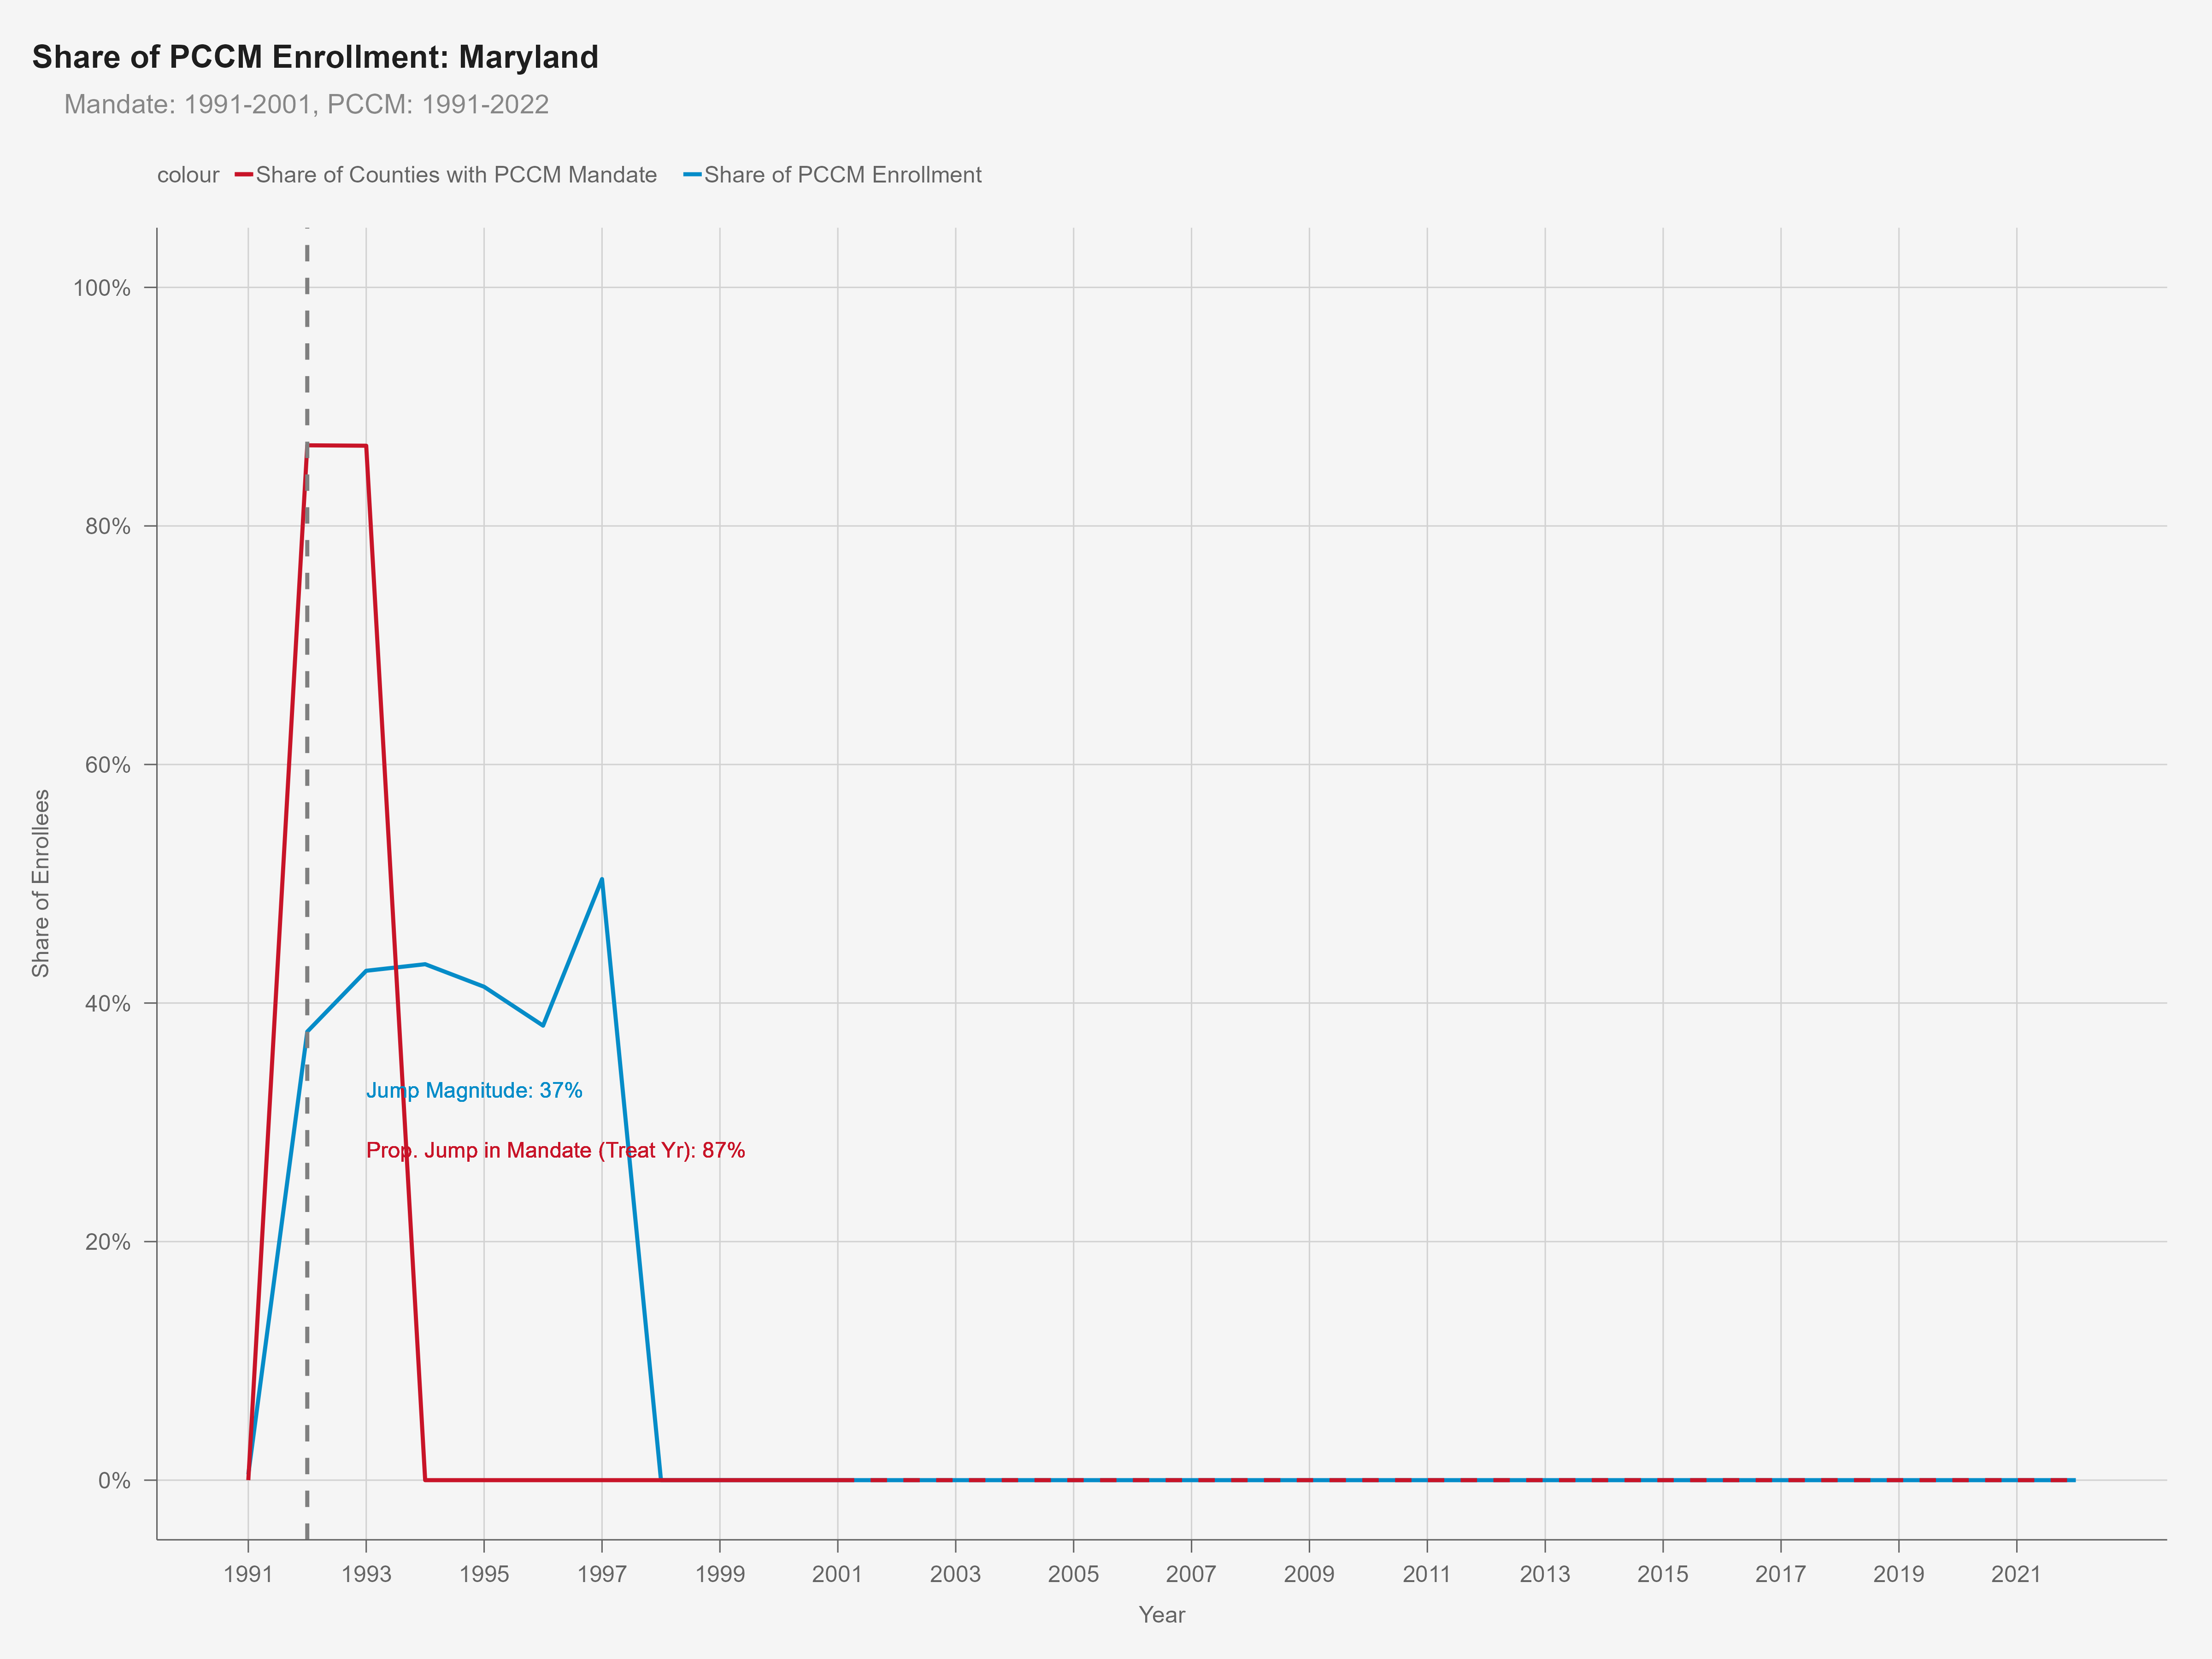 Share of PCCM Enrollment: Maryland
Mandate: 1991-2001, PCCM: 1991-2022
colour Share of Counties with PCCM Mandate Share of PCCM Enrollment
100%
80%
60%
40%
20%
0%
Share of Enrollees
Jump Magnitude: 37%
Prop. Jump in Mandate (Treat Yr): 87%
1991 1993 1995 1997 1999 2001 2003 2005 2007 2009 2011 2013 2015 2017 2019 2021
Year